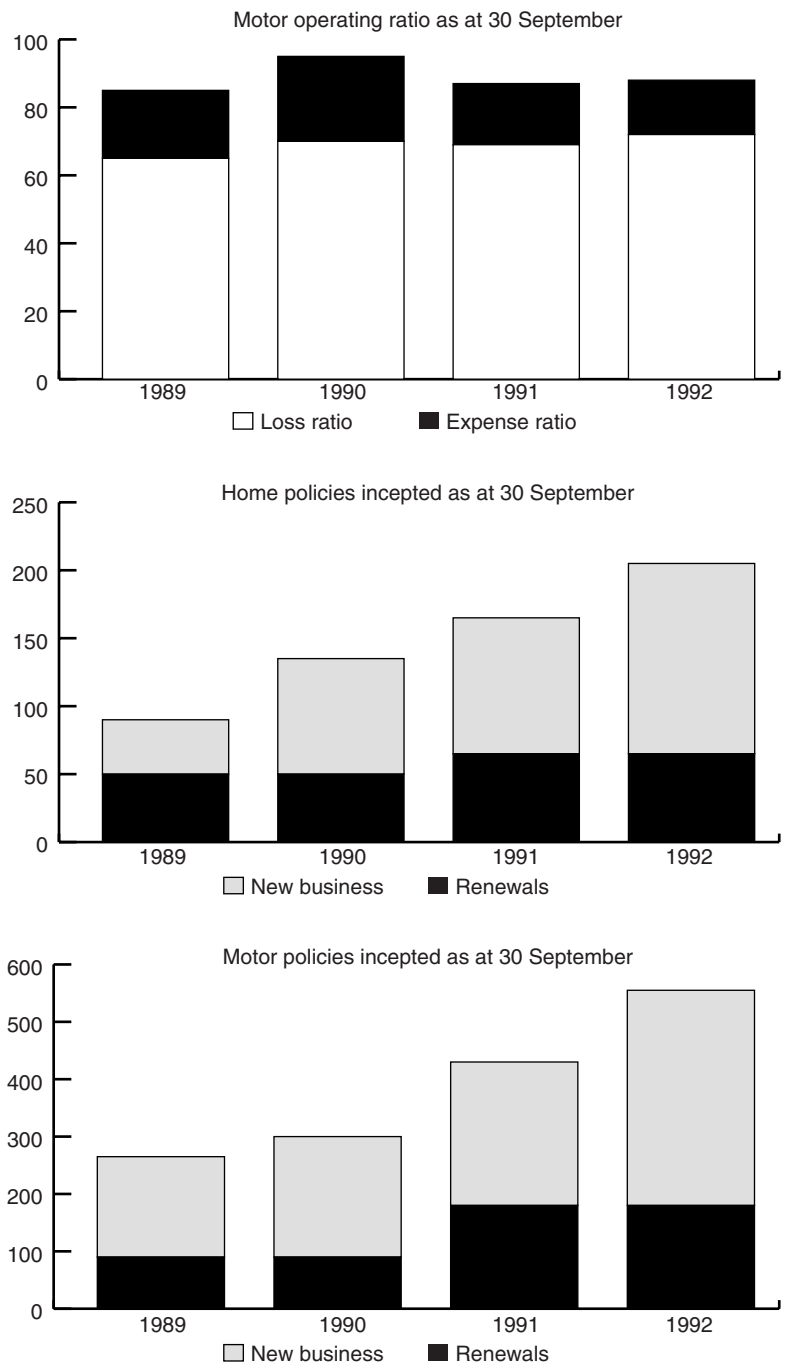 Motor operating ratio as at 30 September
100
80
60
40
20
0
1989 1990 1991 1992
Loss ratio Expense ratio
Home policies incepted as at 30 September
250
200
150
100
50
0
1989 1990 1991 1992
New business Renewals
Motor policies incepted as at 30 September
600
500
400
300
200
100
0
1989 1990 1991 1992
New business Renewals